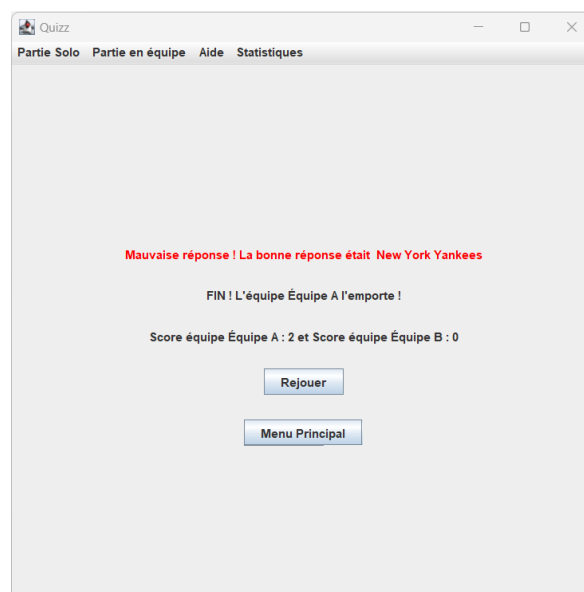 Quizz
Partie Solo Partie en équipe Aide Statistiques
Mauvaise réponse ! La bonne réponse était New York Yankees
FIN ! L'équipe Équipe A l'emporte !
Score équipe Équipe A : 2 et Score équipe Équipe B : 0
Rejouer
Menu Principal